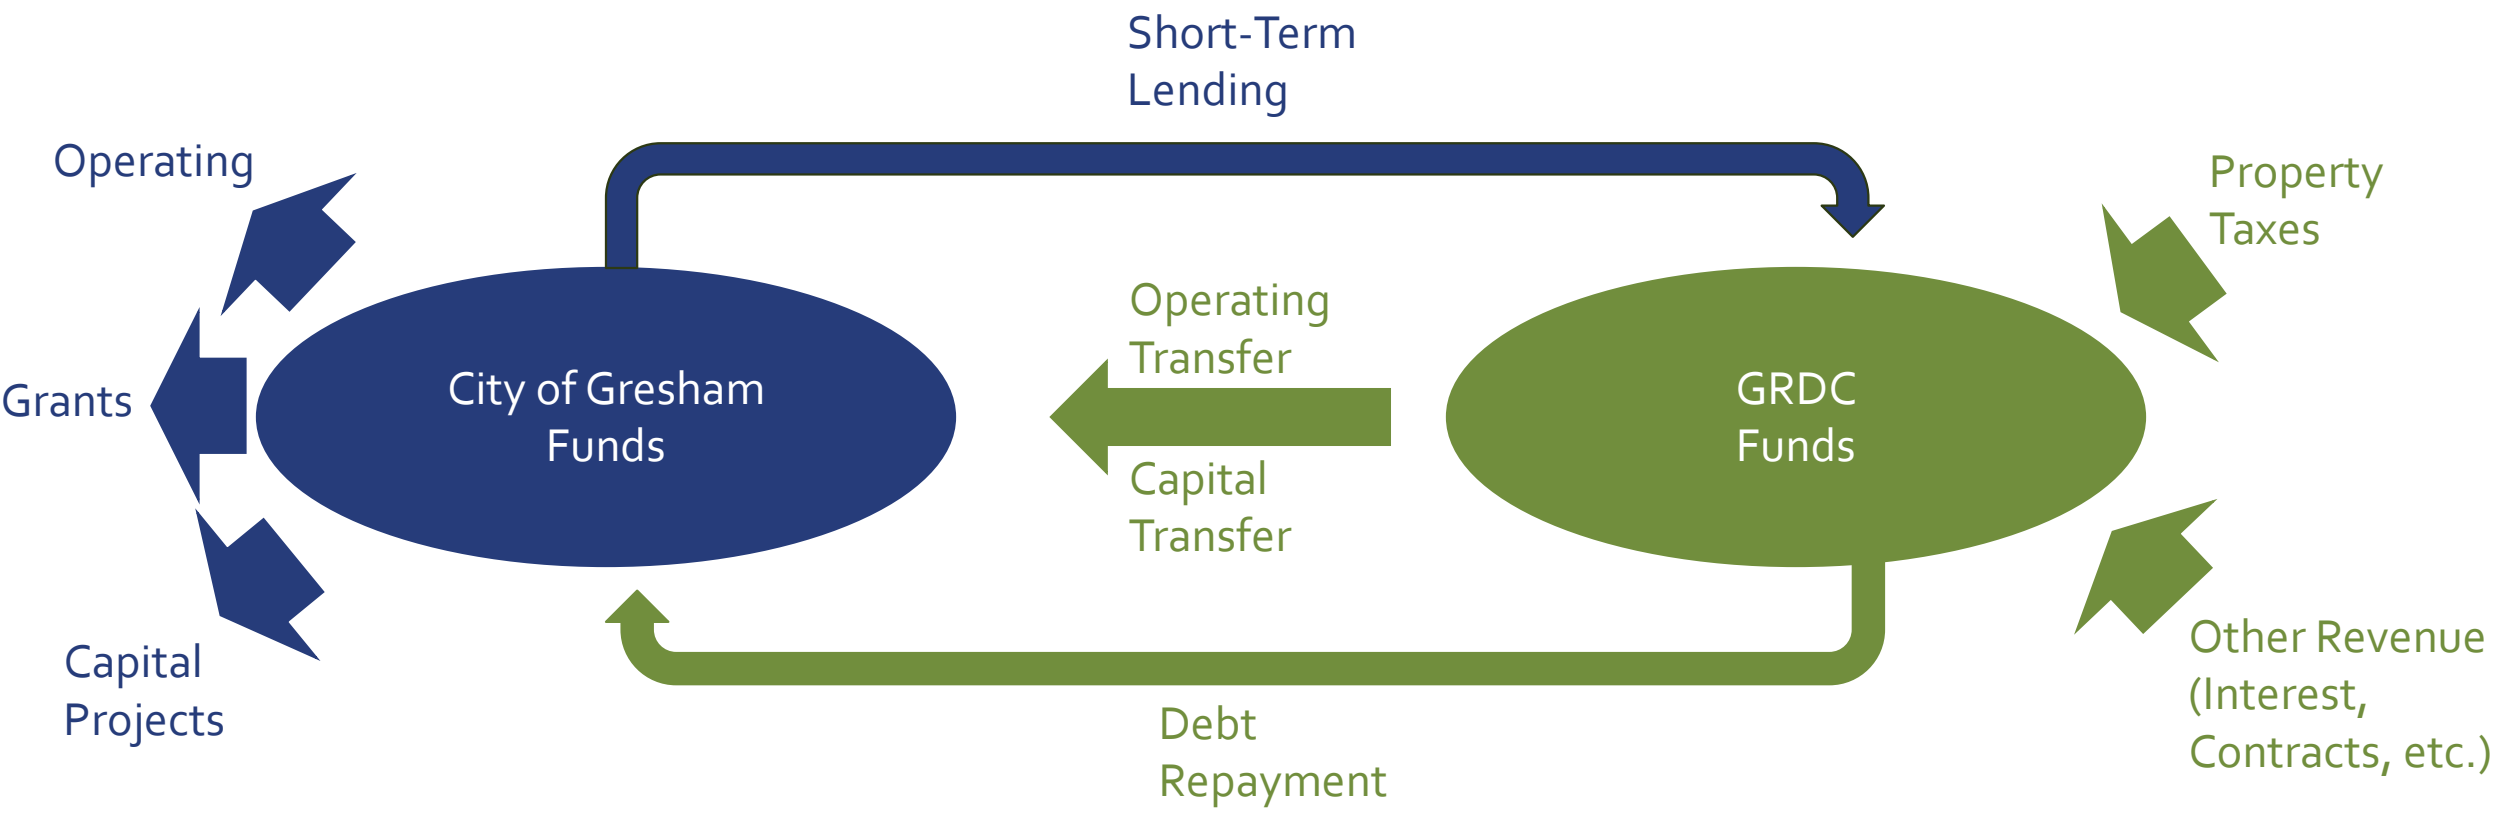 Short-Term
Lending
Operating
Property
Taxes
Operating
Transfer
Grants
City of Gresham
Funds
GRDC
Funds
Capital
Transfer
Capital
Projects
Other Revenue
(Interest,
Contracts, etc.)
Debt
Repayment